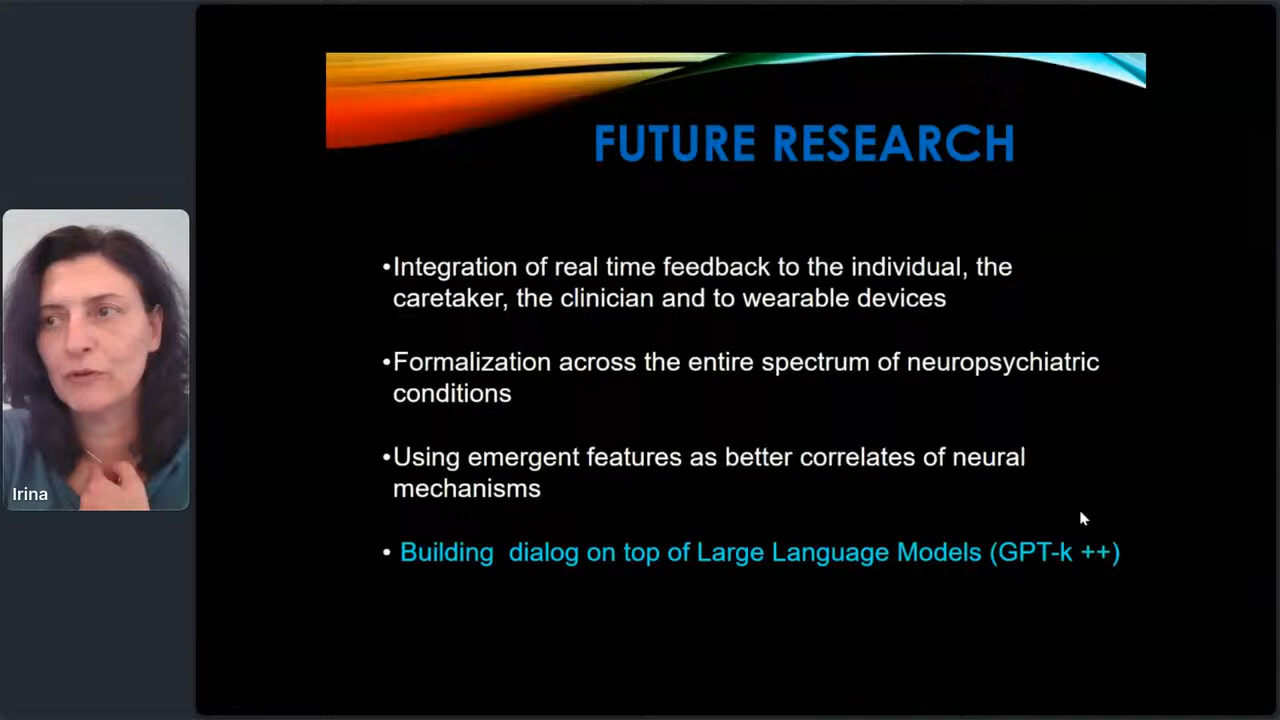 FUTURE RESEARCH
•Integration of real time feedback to the individual, the
caretaker, the clinician and to wearable devices
•Formalization across the entire spectrum of neuropsychiatric
conditions
•Using emergent features as better correlates of neural
mechanisms
• Building  dialog on top of Large Language Models (GPT-k ++)
Irina